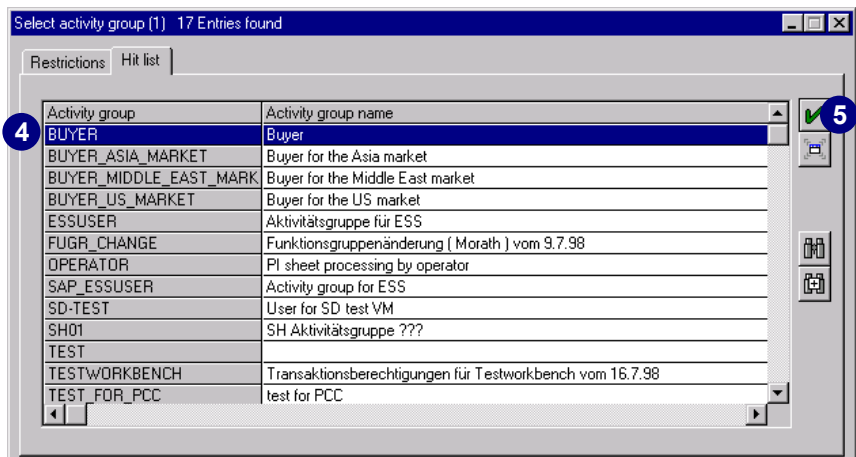 Select activity group (1) 17 Entries found
Restrictions Hit list
Activity group Activity group name
4 BUYER Buyer 5
BUYER_ASIA_MARKET Buyer for the Asia market
BUYER_MIDDLE_EAST_MARK Buyer for the Middle East market
BUYER_US_MARKET Buyer for the US market
ESSUSER Aktivitätsgruppe für ESS
FUGR_CHANGE Funktionsgruppenänderung ( Morath ) vom 9.7.98
OPERATOR PI sheet processing by operator
SAP_ESSUSER Activity group for ESS
SD-TEST User for SD test VM
SH01 SH Aktivitätsgruppe ???
TEST
TESTWORKBENCH Transaktionsberechtigungen für Testworkbench vom 16.7.98
TEST_FOR_PCC test for PCC